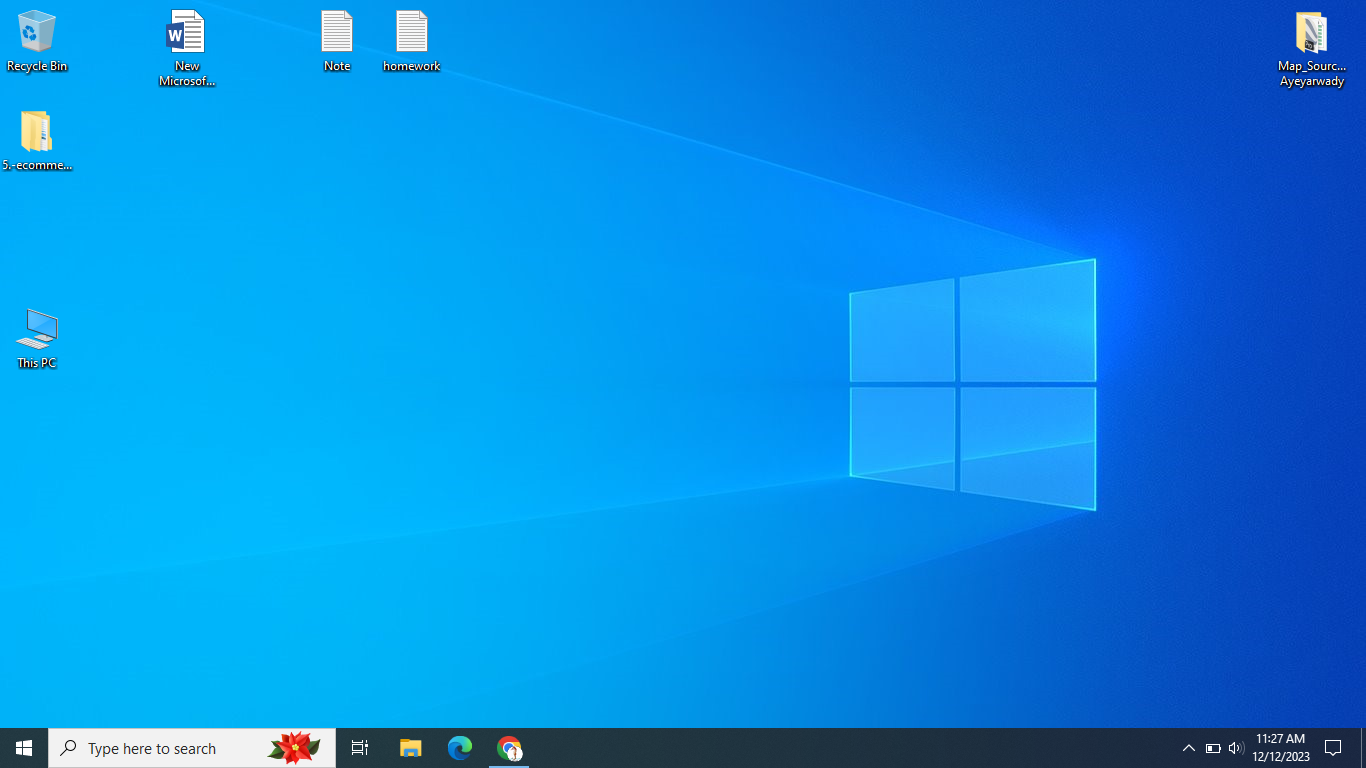 Recycle Bin
New
Microsof...
Note
homework
Map_Sourc...
Ayeyarwady
5.-ecomme...
This PC
Type here to search
11:27 AM
12/12/2023